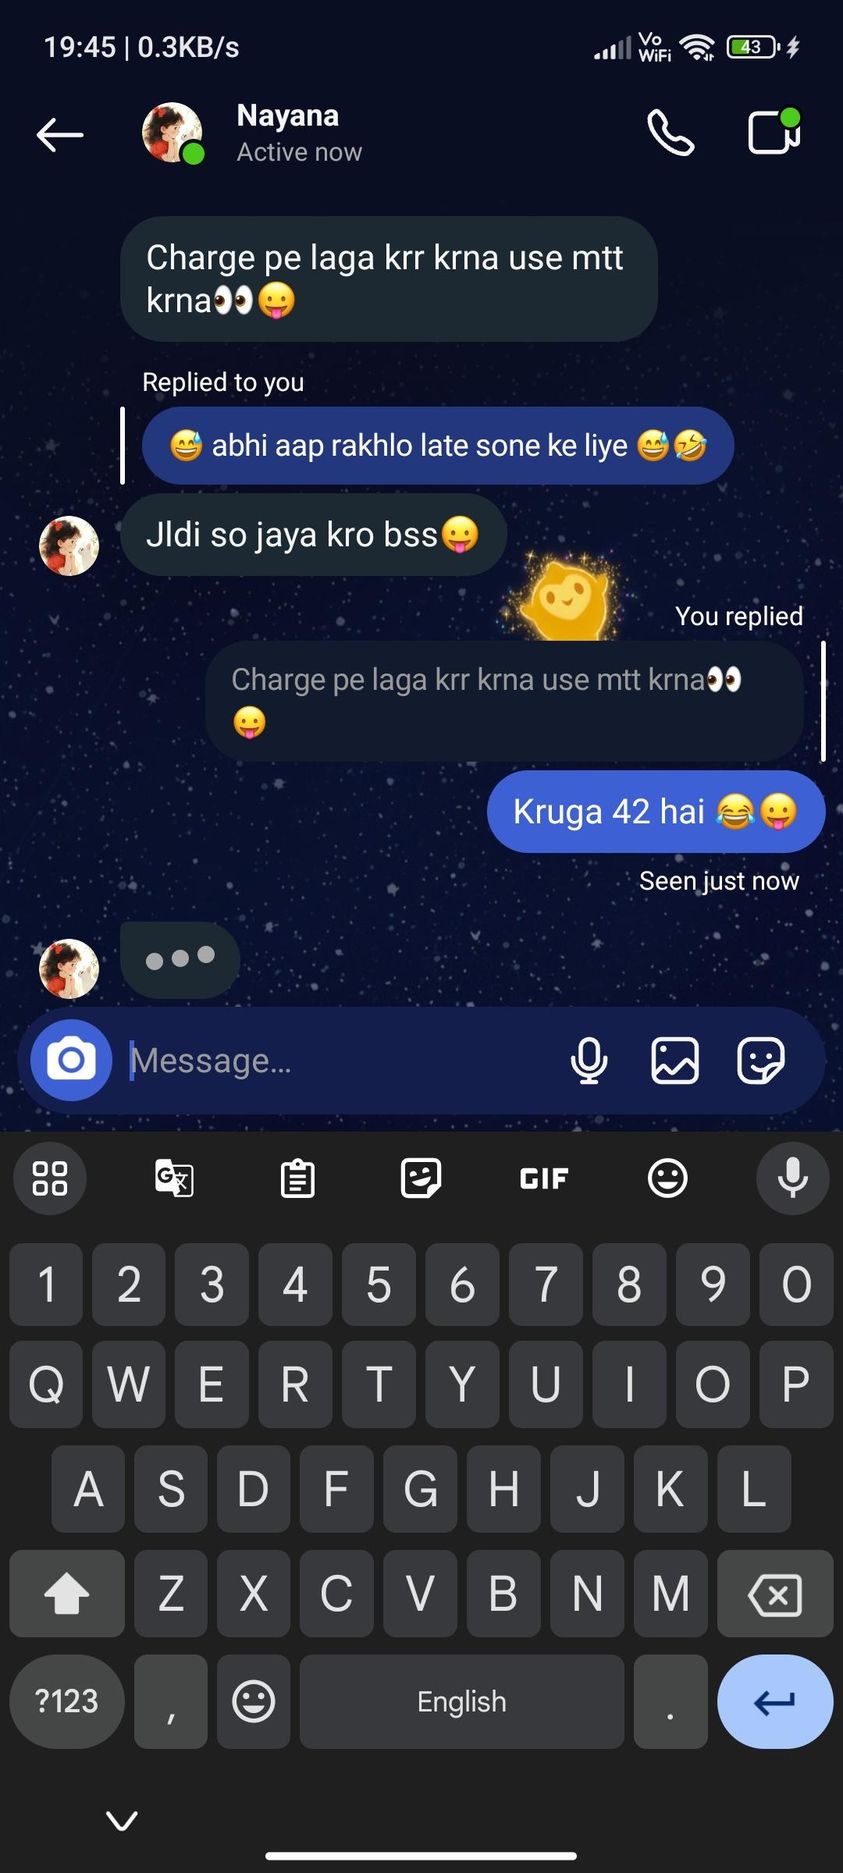 19:45 | 0.3KB/s
Vo
WiFi
43
Nayana
Active now
Charge pe laga krr krna use mtt
krna👀😛
Replied to you
😅 abhi aap rakhlo late sone ke liye 😅🤣
Jldi so jaya kro bss😛
You replied
Charge pe laga krr krna use mtt krna👀
😛
Kruga 42 hai 😂😛
Seen just now
Message...
GIF
1 2 3 4 5 6 7 8 9 0
Q W E R T Y U I O P
A S D F G H J K L
Z X C V B N M
?123 , English .